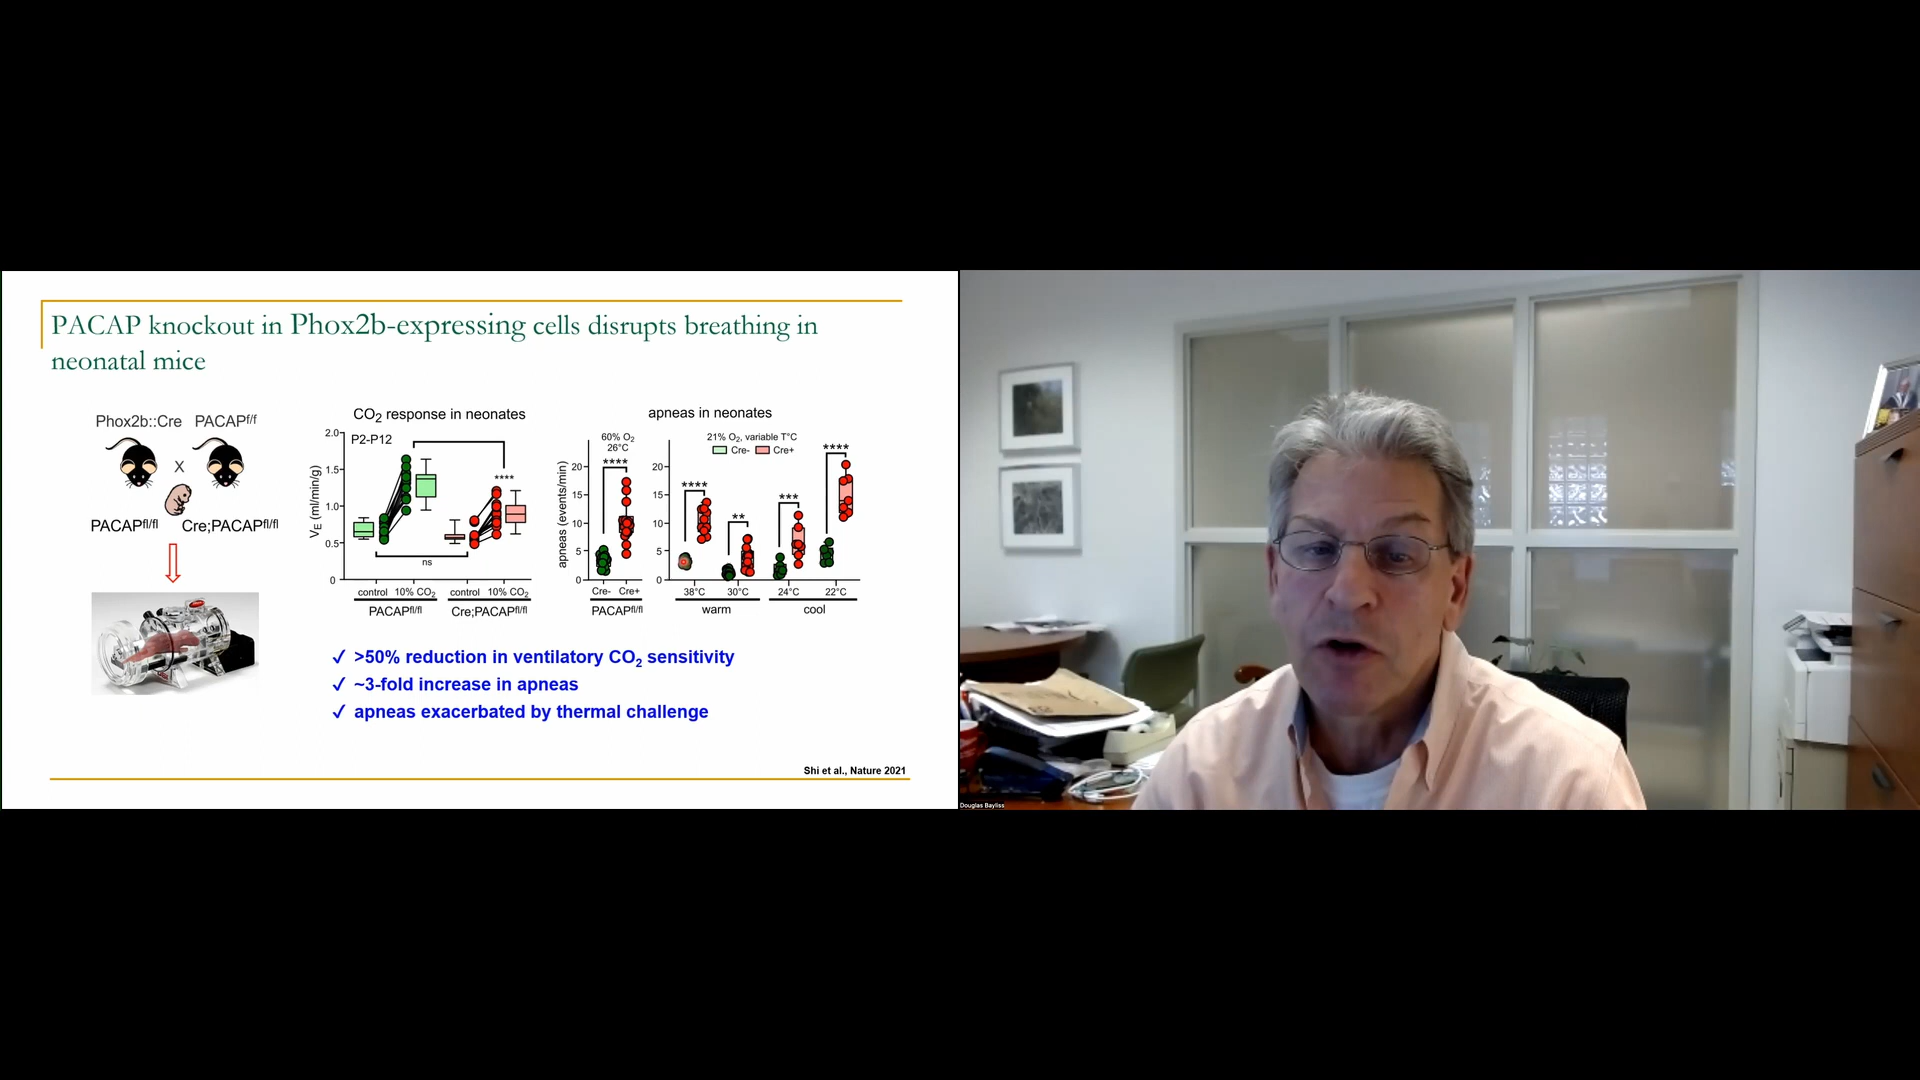 PACAP knockout in Phox2b-expressing cells disrupts breathing in
neonatal mice
Phox2b::Cre PACAPf/f
X
PACAPfl/fl Cre;PACAPfl/fl
CO2 response in neonates
P2-P12
VE (ml/min/g)
2.0
1.5
1.0
0.5
0
****
ns
control 10% CO2 control 10% CO2
PACAPfl/fl Cre;PACAPfl/fl
apneas in neonates
apneas (events/min)
60% O2
26°C
****
20
15
10
5
0
Cre- Cre+
PACAPfl/fl
21% O2, variable T°C
Cre- Cre+
20
15
10
5
0
**** ** *** ****
38°C 30°C 24°C 22°C
warm cool
✓ >50% reduction in ventilatory CO2 sensitivity
✓ ~3-fold increase in apneas
✓ apneas exacerbated by thermal challenge
Shi et al., Nature 2021
Douglas Bayliss